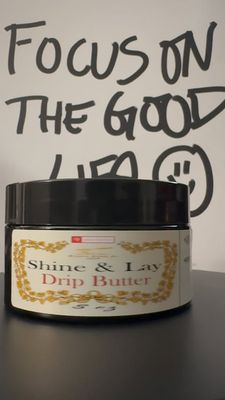 FOCUS ON
THE GOOD
LIFE
Shine & Lay
Drip Butter